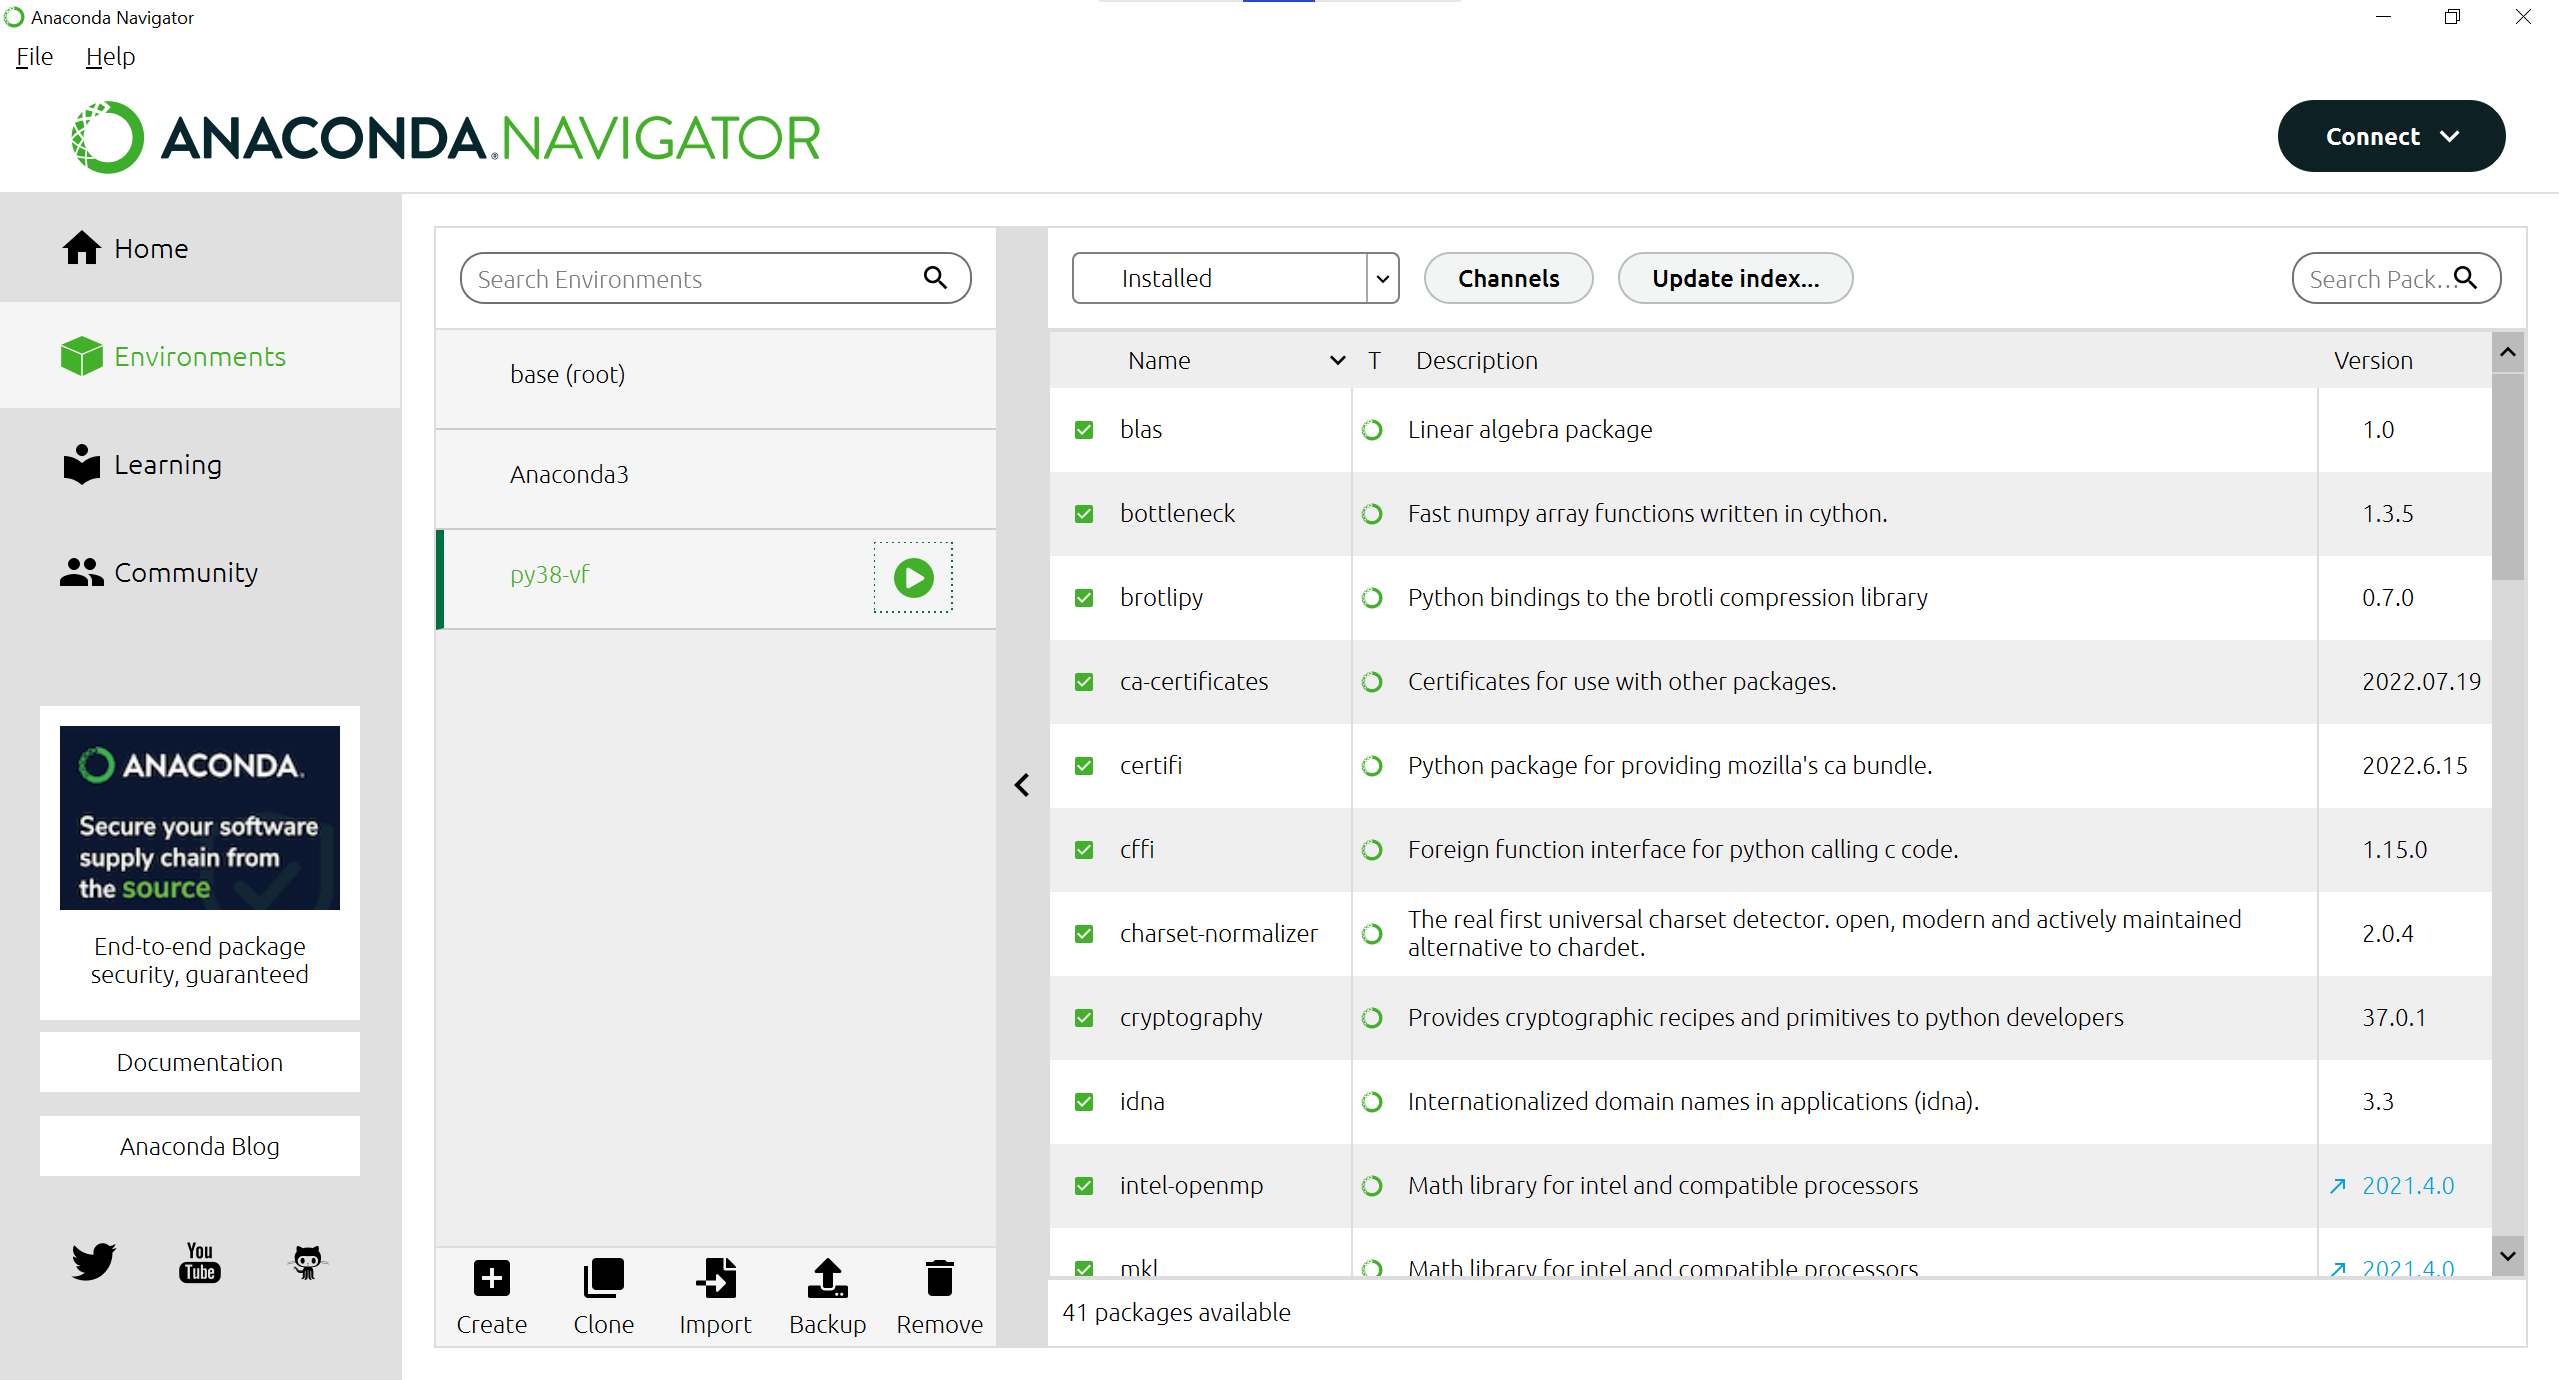 Anaconda Navigator
File Help
ANACONDA.NAVIGATOR
Connect
Home
Environments
Learning
Community
ANACONDA.
Secure your software
supply chain from
the source
End-to-end package
security, guaranteed
Documentation
Anaconda Blog
You
Tube
Search Environments
base (root)
Anaconda3
py38-vf
Create Clone Import Backup Remove
Installed Channels Update index... Search Pack...
Name T Description Version
blas Linear algebra package 1.0
bottleneck Fast numpy array functions written in cython. 1.3.5
brotlipy Python bindings to the brotli compression library 0.7.0
ca-certificates Certificates for use with other packages. 2022.07.19
certifi Python package for providing mozilla's ca bundle. 2022.6.15
cffi Foreign function interface for python calling c code. 1.15.0
charset-normalizer The real first universal charset detector. open, modern and actively maintained
alternative to chardet. 2.0.4
cryptography Provides cryptographic recipes and primitives to python developers 37.0.1
idna Internationalized domain names in applications (idna). 3.3
intel-openmp Math library for intel and compatible processors 2021.4.0
mkl Math library for intel and compatible processors 2021.4.0
41 packages available